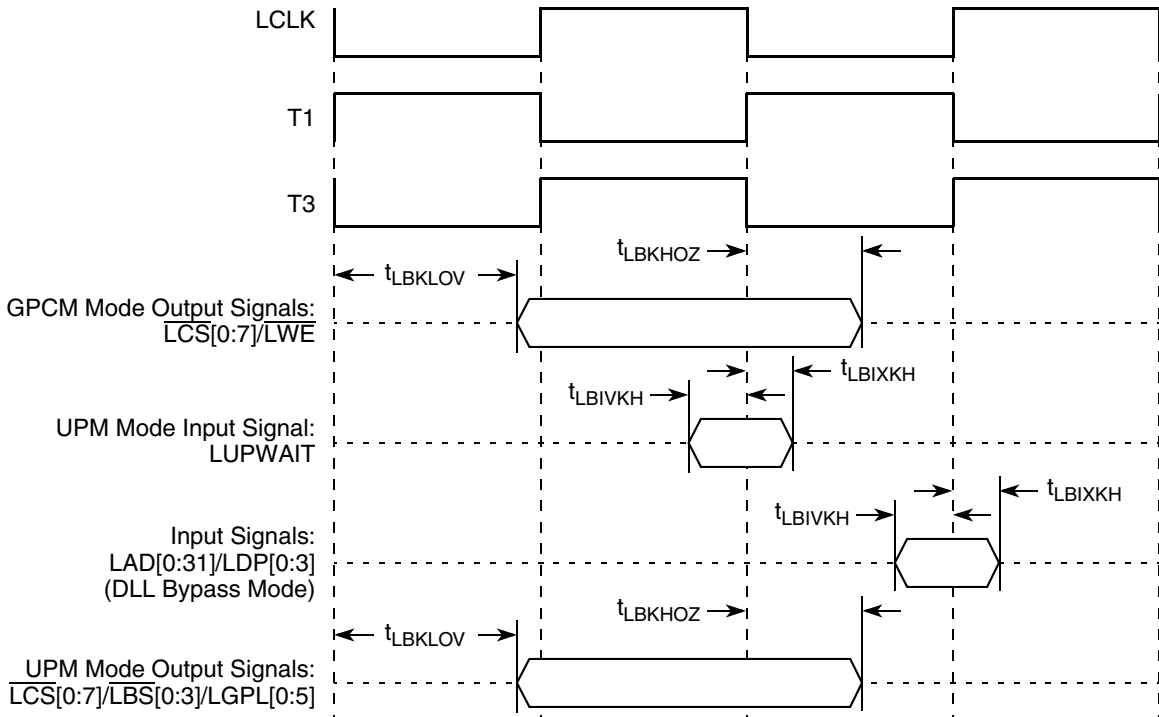 LCLK
T1
T3
tLBKHOZ
tLBKLOV
GPCM Mode Output Signals:
LCS[0:7]/LWE
tLBIXKH
tLBIVKH
UPM Mode Input Signal:
LUPWAIT
tLBIXKH
tLBIVKH
Input Signals:
LAD[0:31]/LDP[0:3]
(DLL Bypass Mode)
tLBKHOZ
tLBKLOV
UPM Mode Output Signals:
LCS[0:7]/LBS[0:3]/LGPL[0:5]